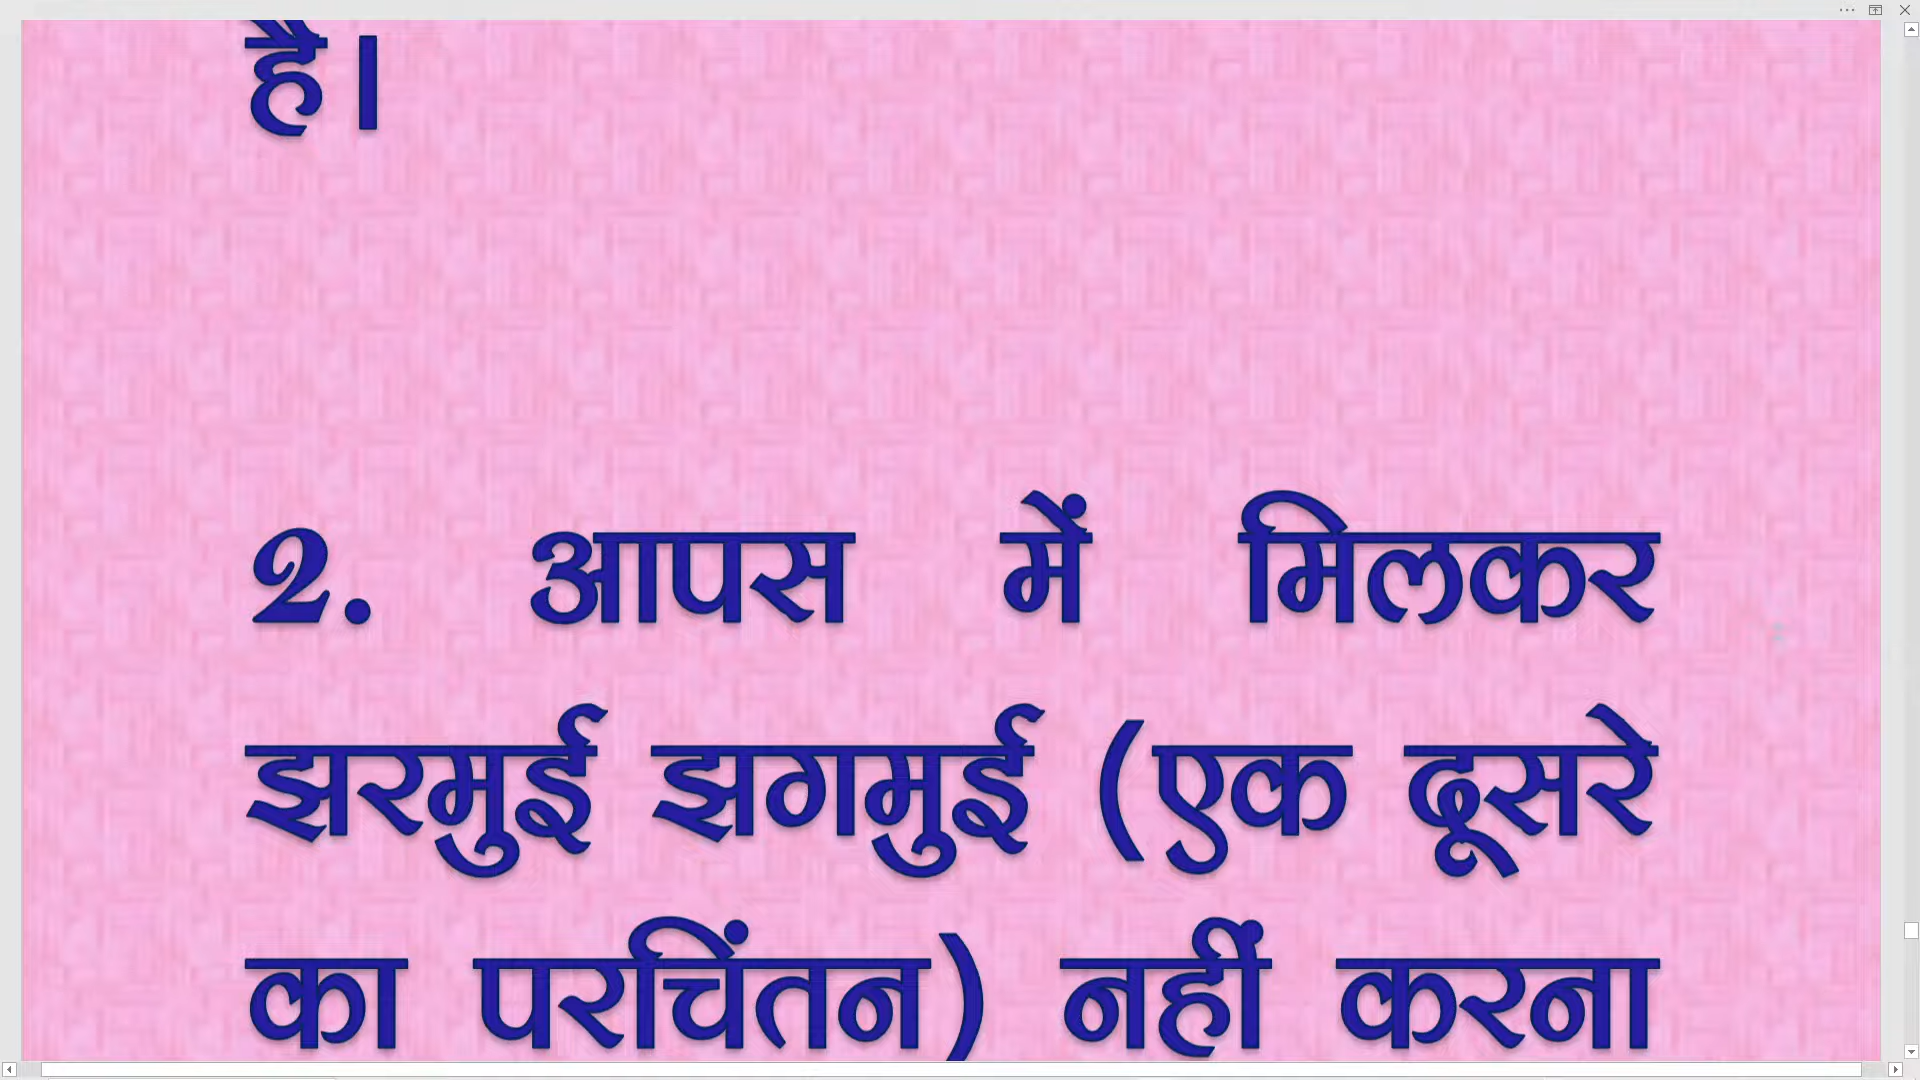 है।
2. आपस में मिलकर
झरमुई झगमुई (एक दूसरे
का परचिंतन) नहीं करना